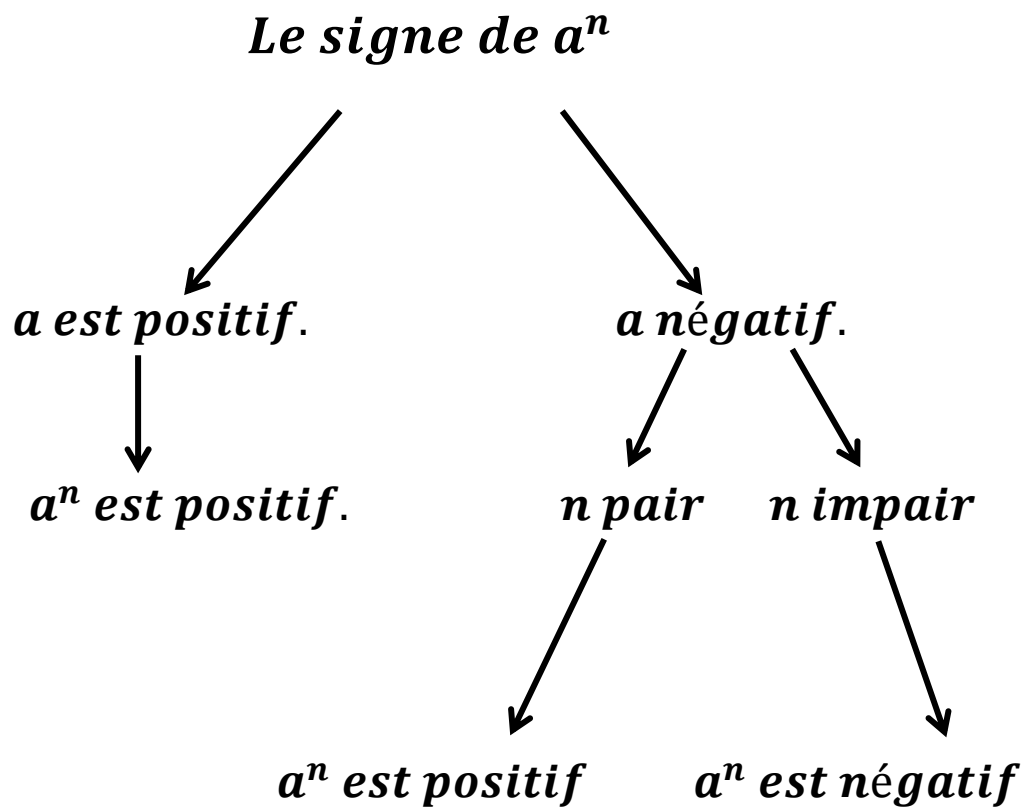 Le signe de aⁿ
a est positif. a négatif.
aⁿ est positif. n pair n impair
aⁿ est positif aⁿ est négatif